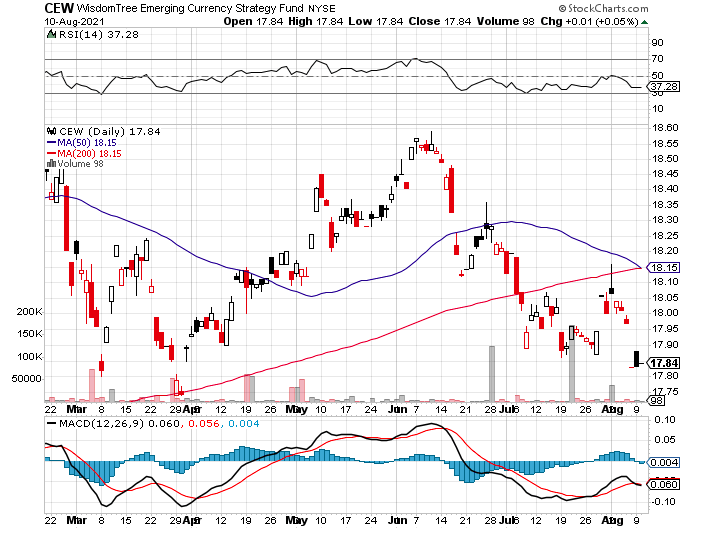 CEW WisdomTree Emerging Currency Strategy Fund NYSE © StockCharts.com
10-Aug-2021 Open 17.84 High 17.84 Low 17.84 Close 17.84 Volume 98 Chg +0.01 (+0.05%)
RSI(14) 37.28
90
70
50
37.28
30
10
CEW (Daily) 17.84
MA(50) 18.15
MA(200) 18.15
Volume 98
18.60
18.55
18.50
18.45
18.40
18.35
18.30
18.25
18.20
18.15
18.10
18.05
18.00
17.95
17.90
17.84
17.80
17.75
200K
150K
100K
50000
98
22 Mar 8 15 22 29 Apr 12 19 26 May 10 17 24 Jun 7 14 21 28 Jul 6 12 19 26 Aug 9
MACD(12,26,9) 0.060, 0.056, 0.004
0.10
0.05
0.004
0.060
-0.10
22 Mar 8 15 22 29 Apr 12 19 26 May 10 17 24 Jun 7 14 21 28 Jul 6 12 19 26 Aug 9